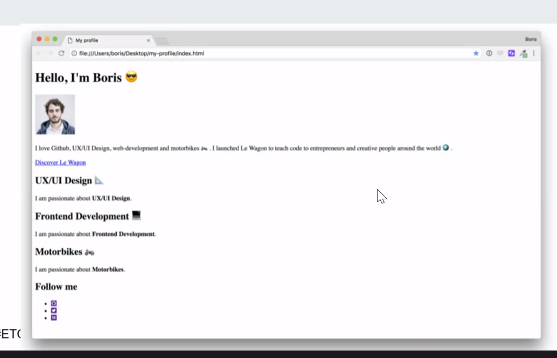 My profile
Boris
file:///Users/boris/Desktop/my-profile/index.html
Hello, I'm Boris 😎
I love Github, UX/UI Design, web-development and motorbikes 🏍 . I launched Le Wagon to teach code to entrepreneurs and creative people around the world 🌍 .
Discover Le Wagon
UX/UI Design 📐
I am passionate about UX/UI Design.
Frontend Development 💻
I am passionate about Frontend Development.
Motorbikes 🏍
I am passionate about Motorbikes.
Follow me